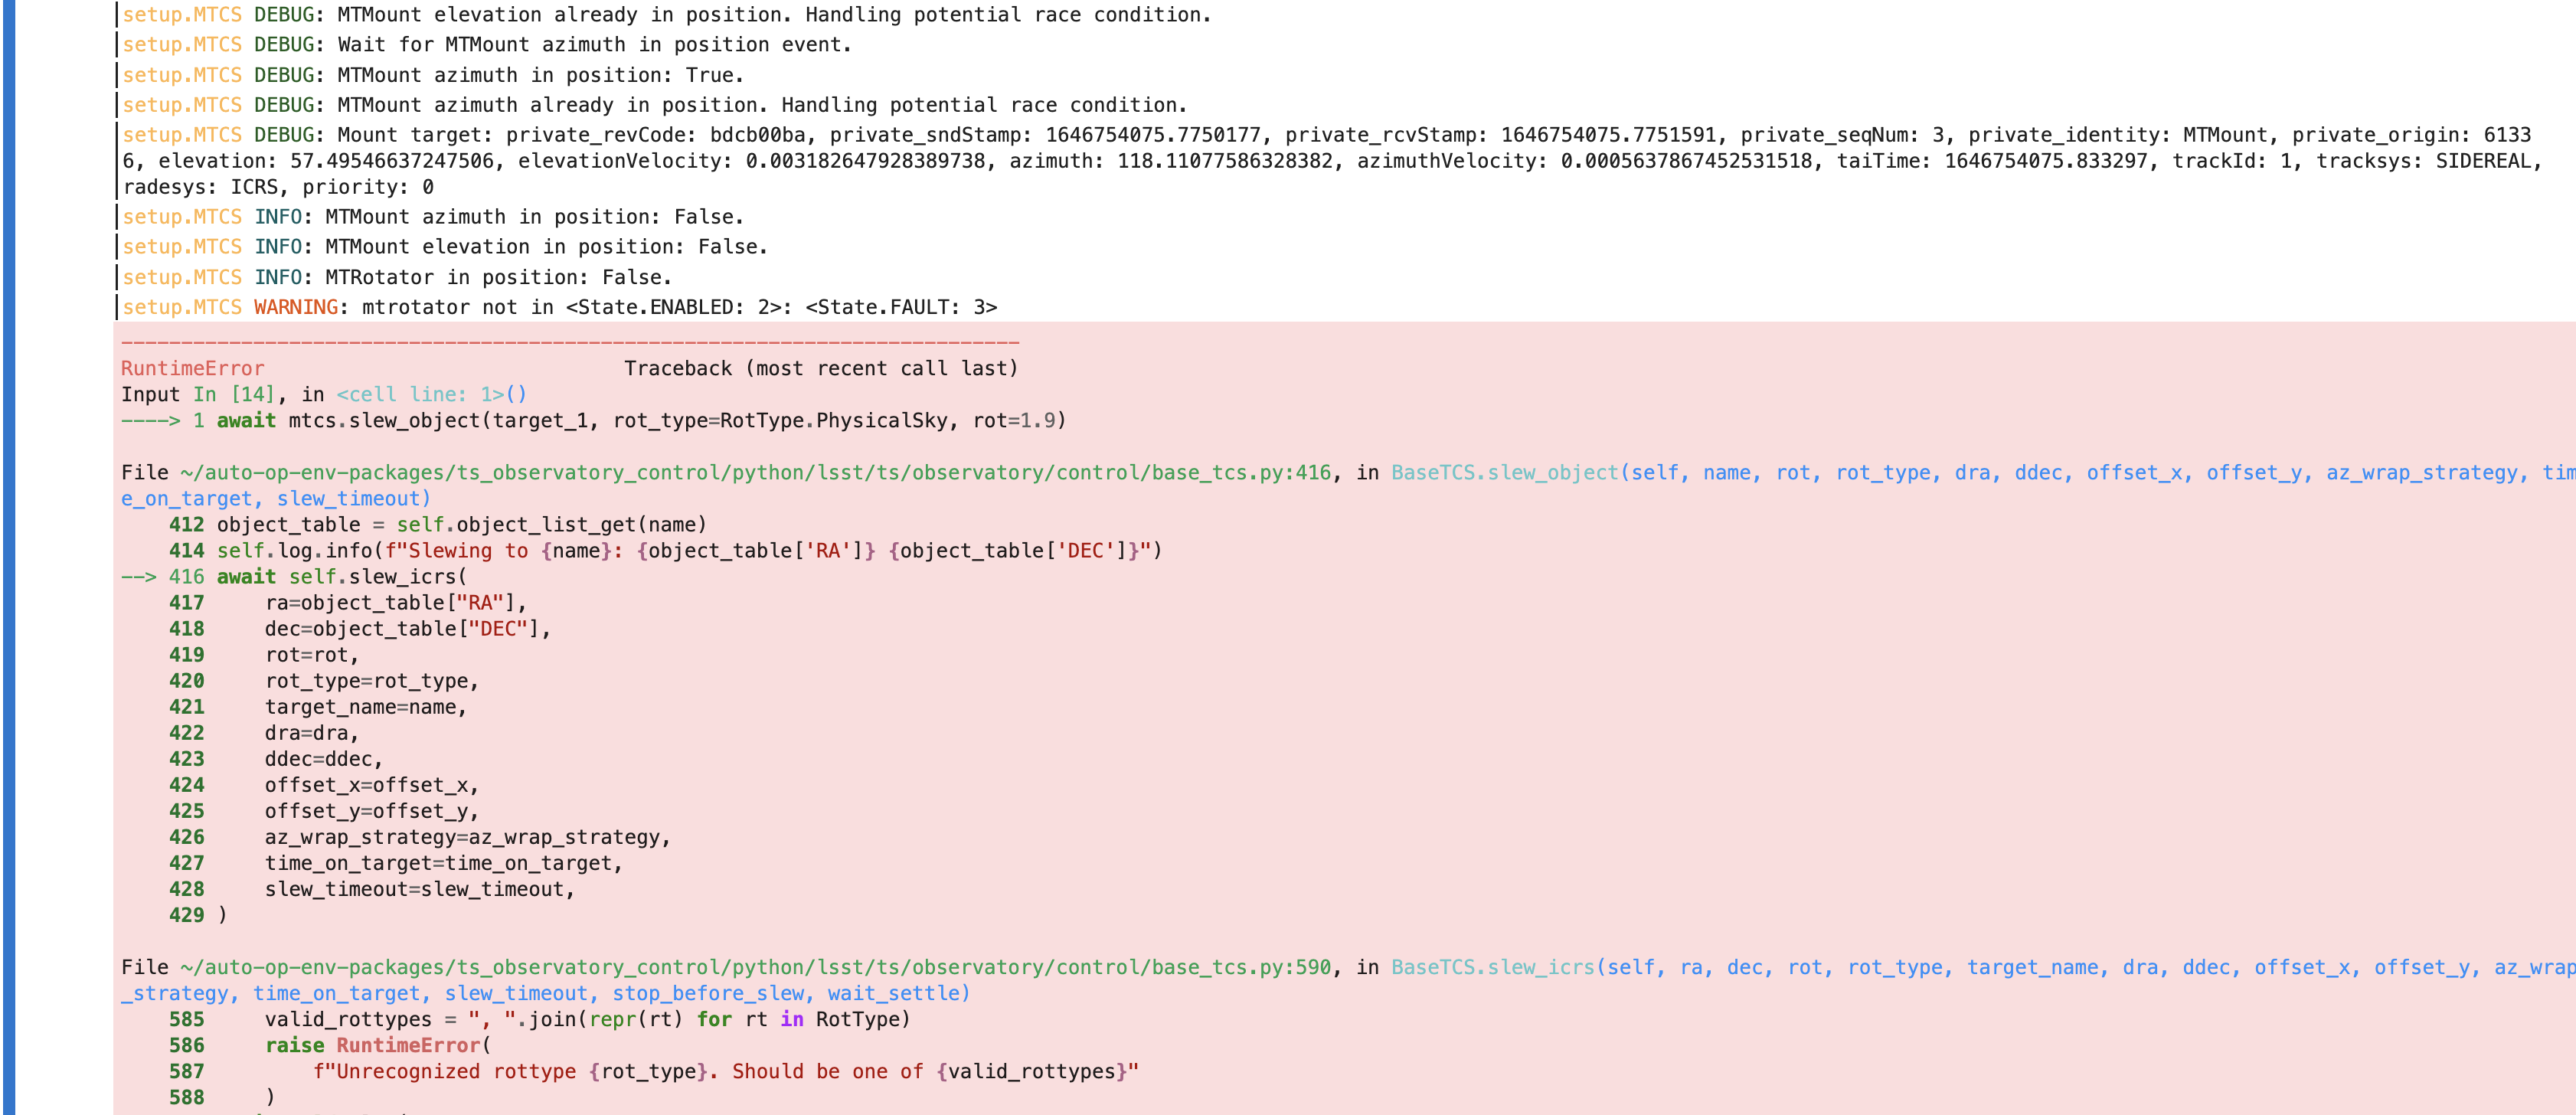 setup.MTCS DEBUG: MTMount elevation already in position. Handling potential race condition.
setup.MTCS DEBUG: Wait for MTMount azimuth in position event.
setup.MTCS DEBUG: MTMount azimuth in position: True.
setup.MTCS DEBUG: MTMount azimuth already in position. Handling potential race condition.
setup.MTCS DEBUG: Mount target: private_revCode: bdcb00ba, private_sndStamp: 1646754075.7750177, private_rcvStamp: 1646754075.7751591, private_seqNum: 3, private_identity: MTMount, private_origin: 6133
6, elevation: 57.49546637247506, elevationVelocity: 0.003182647928389738, azimuth: 118.11077586328382, azimuthVelocity: 0.0005637867452531518, taiTime: 1646754075.833297, trackId: 1, tracksys: SIDEREAL,
radesys: ICRS, priority: 0
setup.MTCS INFO: MTMount azimuth in position: False.
setup.MTCS INFO: MTMount elevation in position: False.
setup.MTCS INFO: MTRotator in position: False.
setup.MTCS WARNING: mtrotator not in <State.ENABLED: 2>: <State.FAULT: 3>
---------------------------------------------------------------------------
RuntimeError                              Traceback (most recent call last)
Input In [14], in <cell line: 1>()
----> 1 await mtcs.slew_object(target_1, rot_type=RotType.PhysicalSky, rot=1.9)
File ~/auto-op-env-packages/ts_observatory_control/python/lsst/ts/observatory/control/base_tcs.py:416, in BaseTCS.slew_object(self, name, rot, rot_type, dra, ddec, offset_x, offset_y, az_wrap_strategy, tim
e_on_target, slew_timeout)
    412 object_table = self.object_list_get(name)
    414 self.log.info(f"Slewing to {name}: {object_table['RA']} {object_table['DEC']}")
--> 416 await self.slew_icrs(
    417     ra=object_table["RA"],
    418     dec=object_table["DEC"],
    419     rot=rot,
    420     rot_type=rot_type,
    421     target_name=name,
    422     dra=dra,
    423     ddec=ddec,
    424     offset_x=offset_x,
    425     offset_y=offset_y,
    426     az_wrap_strategy=az_wrap_strategy,
    427     time_on_target=time_on_target,
    428     slew_timeout=slew_timeout,
    429 )
File ~/auto-op-env-packages/ts_observatory_control/python/lsst/ts/observatory/control/base_tcs.py:590, in BaseTCS.slew_icrs(self, ra, dec, rot, rot_type, target_name, dra, ddec, offset_x, offset_y, az_wrap
_strategy, time_on_target, slew_timeout, stop_before_slew, wait_settle)
    585     valid_rottypes = ", ".join(repr(rt) for rt in RotType)
    586     raise RuntimeError(
    587         f"Unrecognized rottype {rot_type}. Should be one of {valid_rottypes}"
    588     )